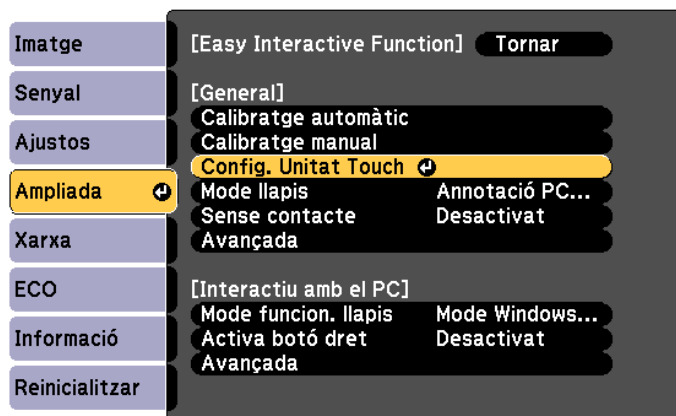 Imatge
Senyal
Ajustos
Ampliada
Xarxa
ECO
Informació
Reinicialitzar
[Easy Interactive Function] Tornar
[General]
Calibratge automàtic
Calibratge manual
Config. Unitat Touch
Mode llapis Annotació PC...
Sense contacte Desactivat
Avançada
[Interactiu amb el PC]
Mode funcion. llapis Mode Windows...
Activa botó dret Desactivat
Avançada